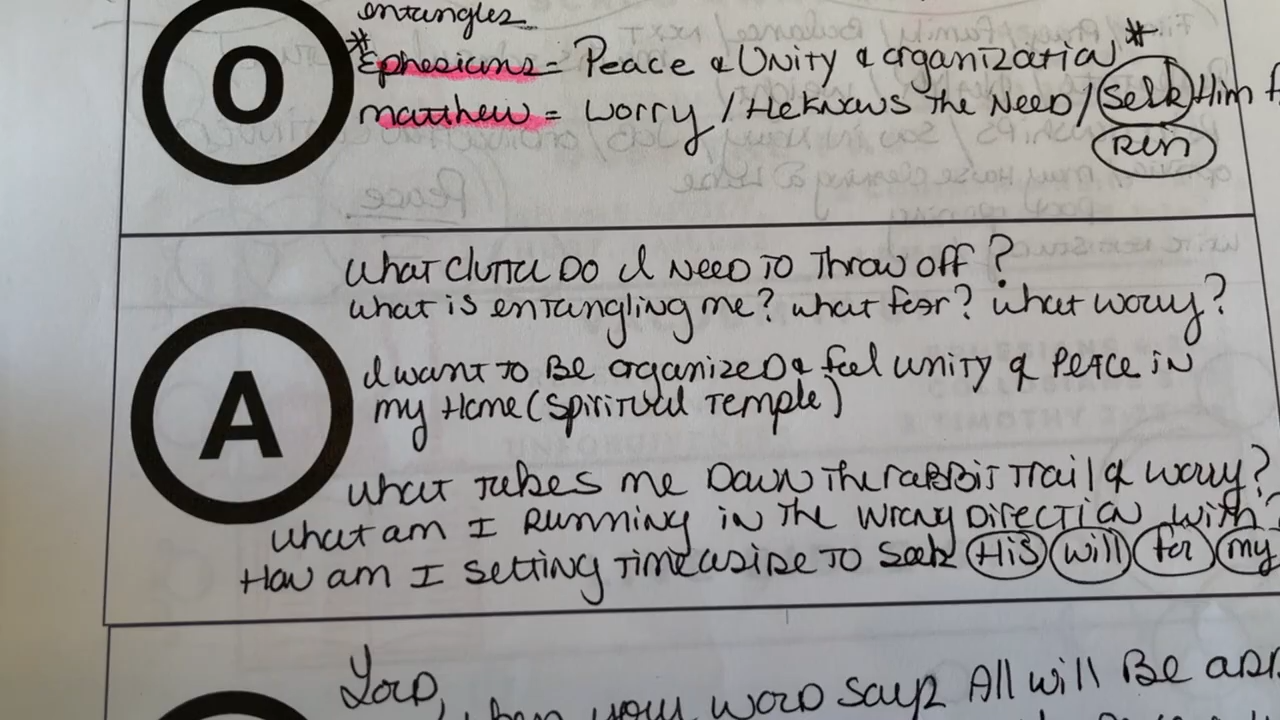 entangles
O
*Ephesians = Peace & Unity & organization*
matthew = worry / He knows the Need / Seek Him f
Run
What clutter Do I Need To Throw off?
What is entangling me? what fear? what worry?
A
I want to Be organized & feel unity & Peace in
my Home (Spiritual Temple)
What takes me Down The rabbit Trail of worry?
What am I Running in The Wrong Direction with?
How am I setting Time aside To Seek His will for my
Lord,
when your word says All will Be